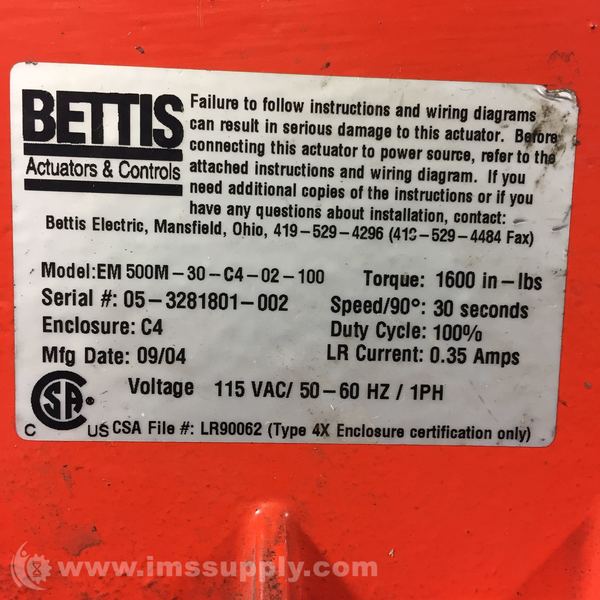 BETTIS
Actuators & Controls
Failure to follow instructions and wiring diagrams
can result in serious damage to this actuator. Before
connecting this actuator to power source, refer to the
attached instructions and wiring diagram. If you
need additional copies of the instructions or if you
have any questions about installation, contact:
Bettis Electric, Mansfield, Ohio, 419-529-4296 (419-529-4484 Fax)
Model:EM 500M-30-C4-02-100 Torque: 1600 in-lbs
Serial #: 05-3281801-002 Speed/90°: 30 seconds
Enclosure: C4 Duty Cycle: 100%
Mfg Date: 09/04 LR Current: 0.35 Amps
Voltage 115 VAC/ 50-60 HZ / 1PH
CSA®
C US CSA File #: LR90062 (Type 4X Enclosure certification only)
www.imssupply.com